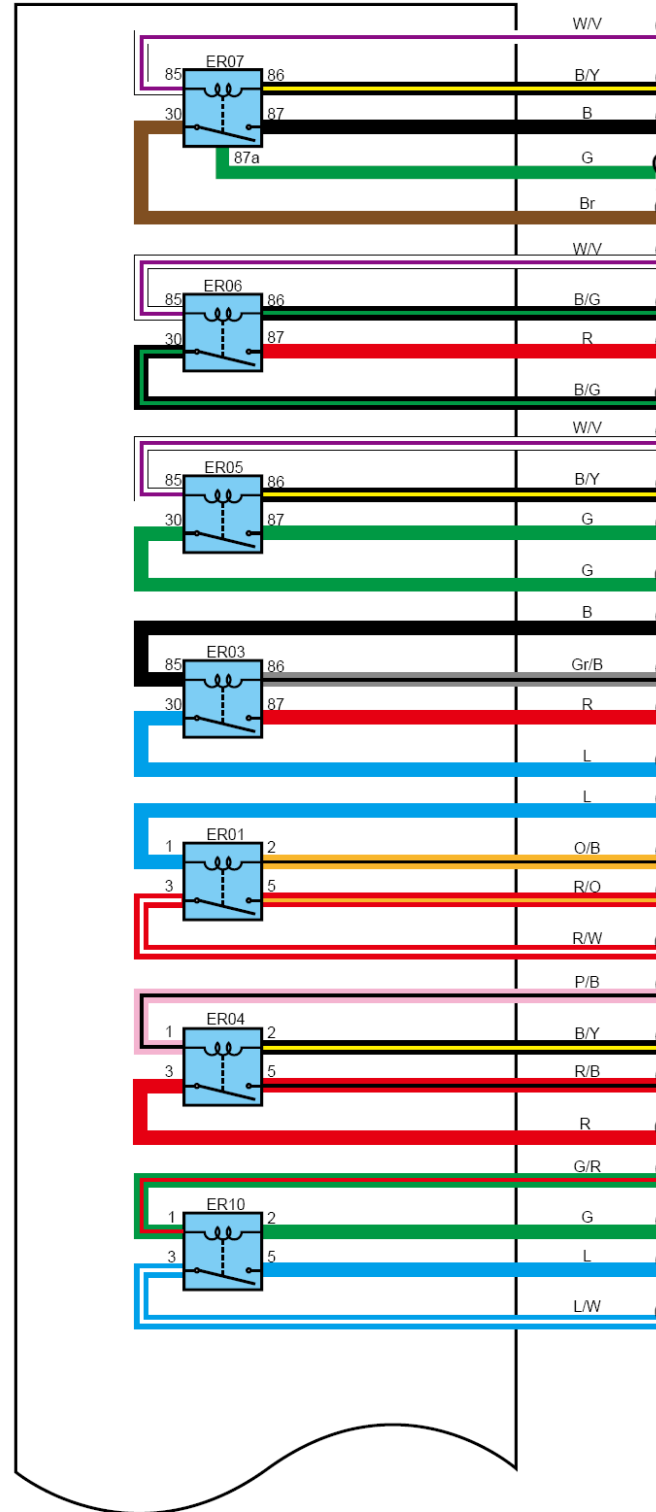 W/V
ER07
85 86 B/Y
30 87 B
87a G
Br
W/V
ER06
85 86 B/G
30 87 R
B/G
W/V
ER05
85 86 B/Y
30 87 G
G
B
ER03
85 86 Gr/B
30 87 R
L
L
ER01
1 2 O/B
3 5 R/O
R/W
P/B
ER04
1 2 B/Y
3 5 R/B
R
G/R
ER10
1 2 G
3 5 L
L/W